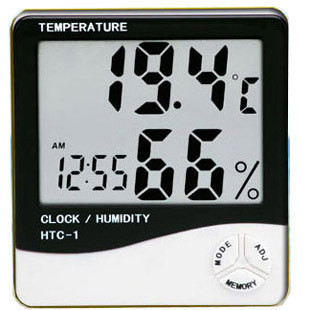 TEMPERATURE
19.4°C
AM
12:55 66%
CLOCK / HUMIDITY
HTC-1
MODE ADJ
MEMORY